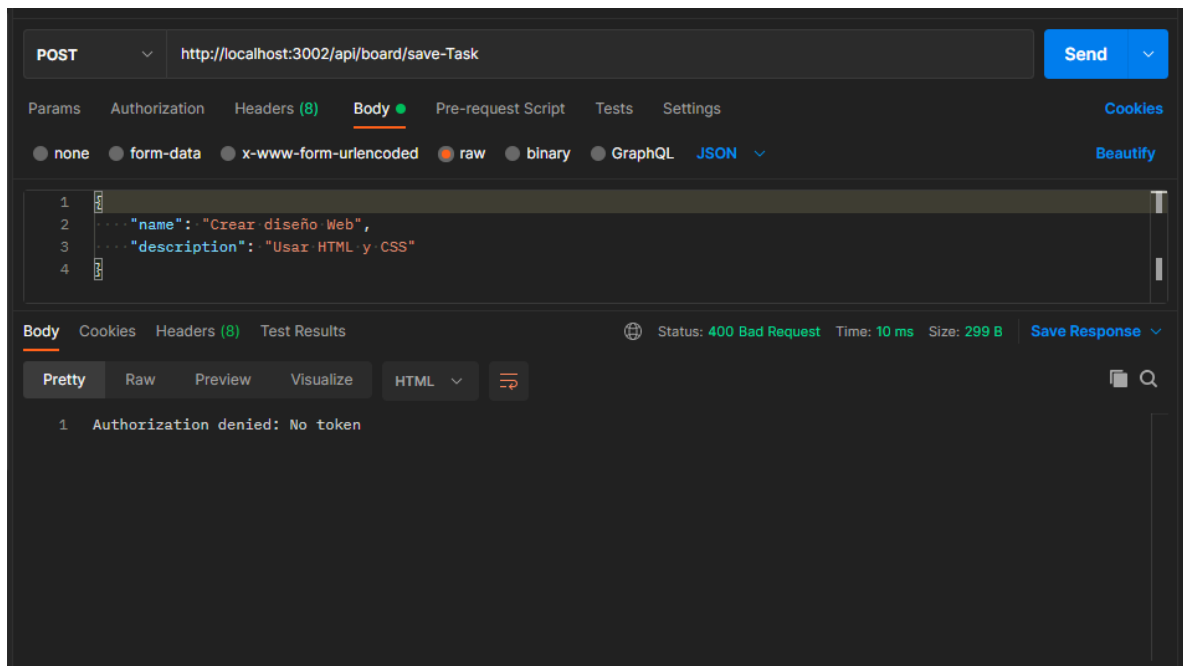 POST http://localhost:3002/api/board/save-Task Send
Params Authorization Headers (8) Body Pre-request Script Tests Settings Cookies
none form-data x-www-form-urlencoded raw binary GraphQL JSON Beautify
1 {
2 "name": "Crear diseño Web",
3 "description": "Usar HTML y CSS"
4 }
Body Cookies Headers (8) Test Results Status: 400 Bad Request Time: 10 ms Size: 299 B Save Response
Pretty Raw Preview Visualize HTML
1 Authorization denied: No token